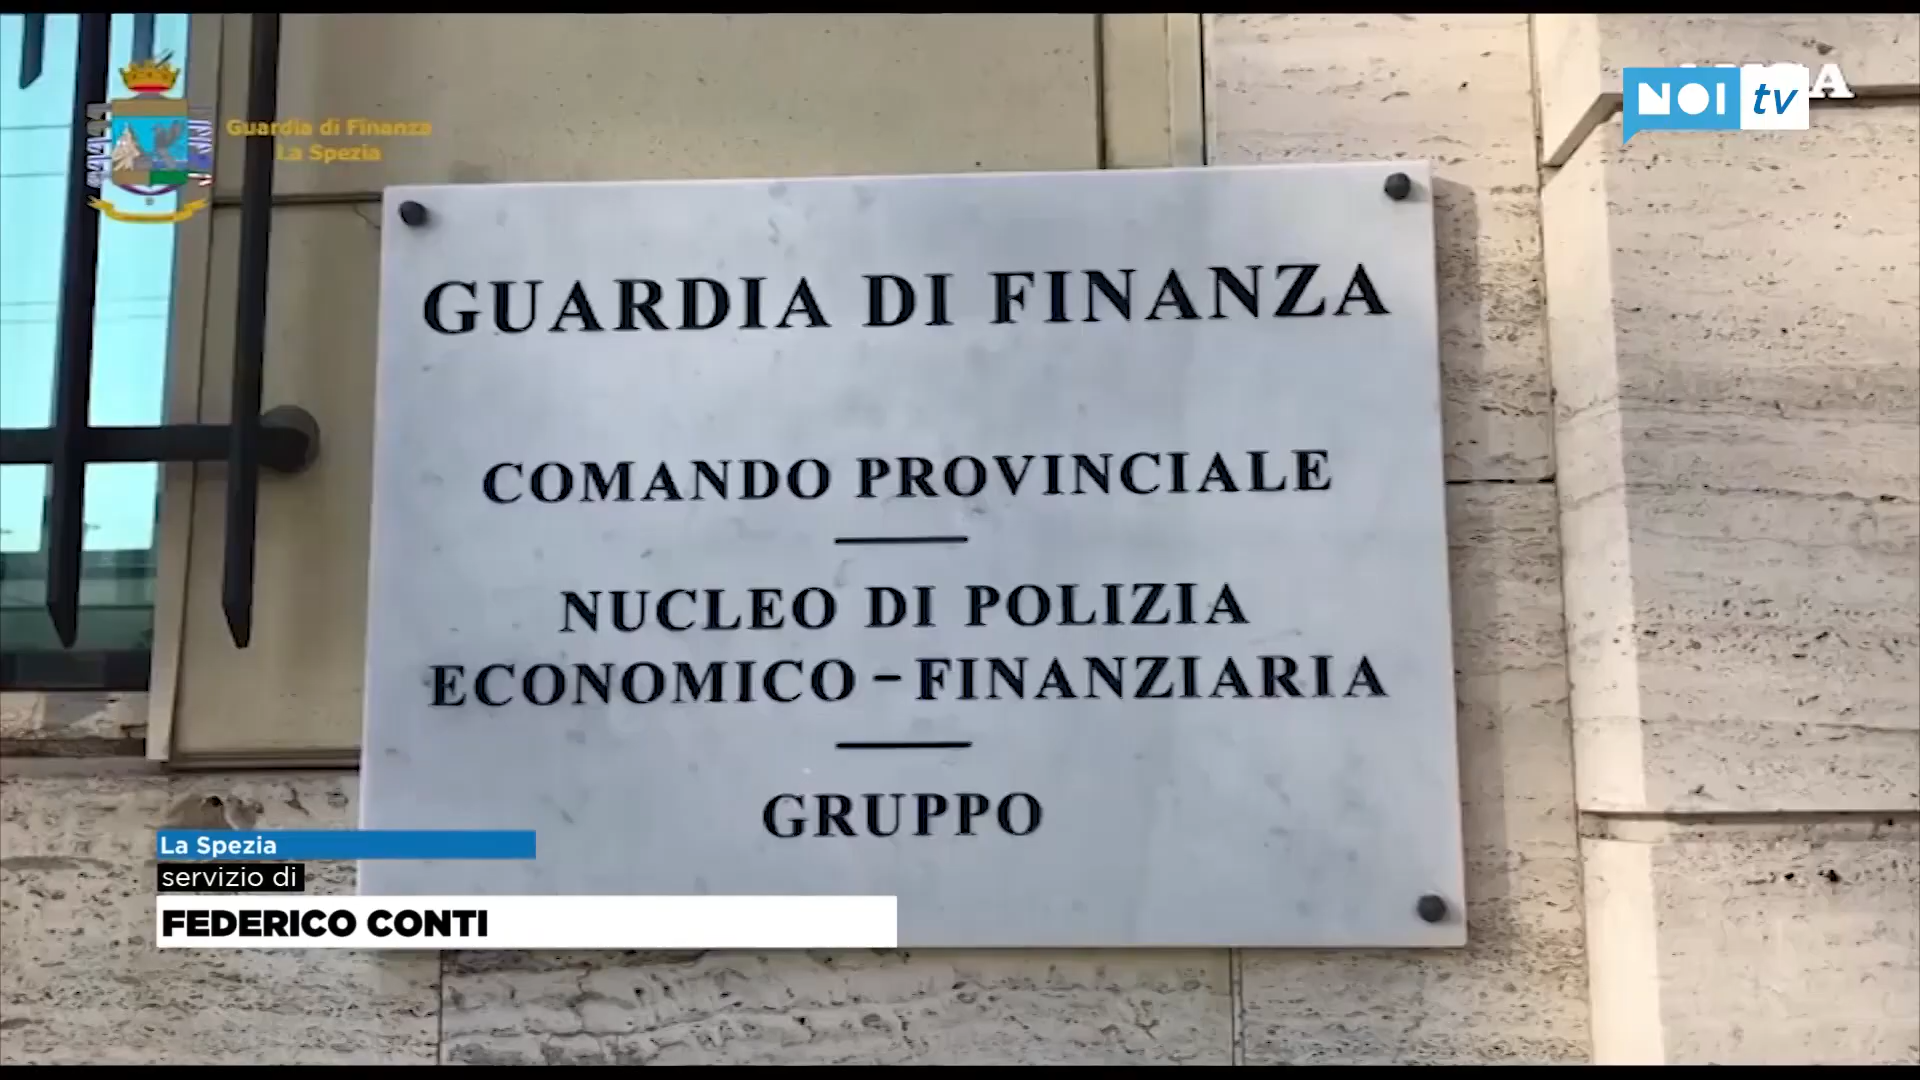 Guardia di Finanza
La Spezia
NOI tv
GUARDIA DI FINANZA
COMANDO PROVINCIALE
NUCLEO DI POLIZIA
ECONOMICO-FINANZIARIA
GRUPPO
La Spezia
servizio di
FEDERICO CONTI